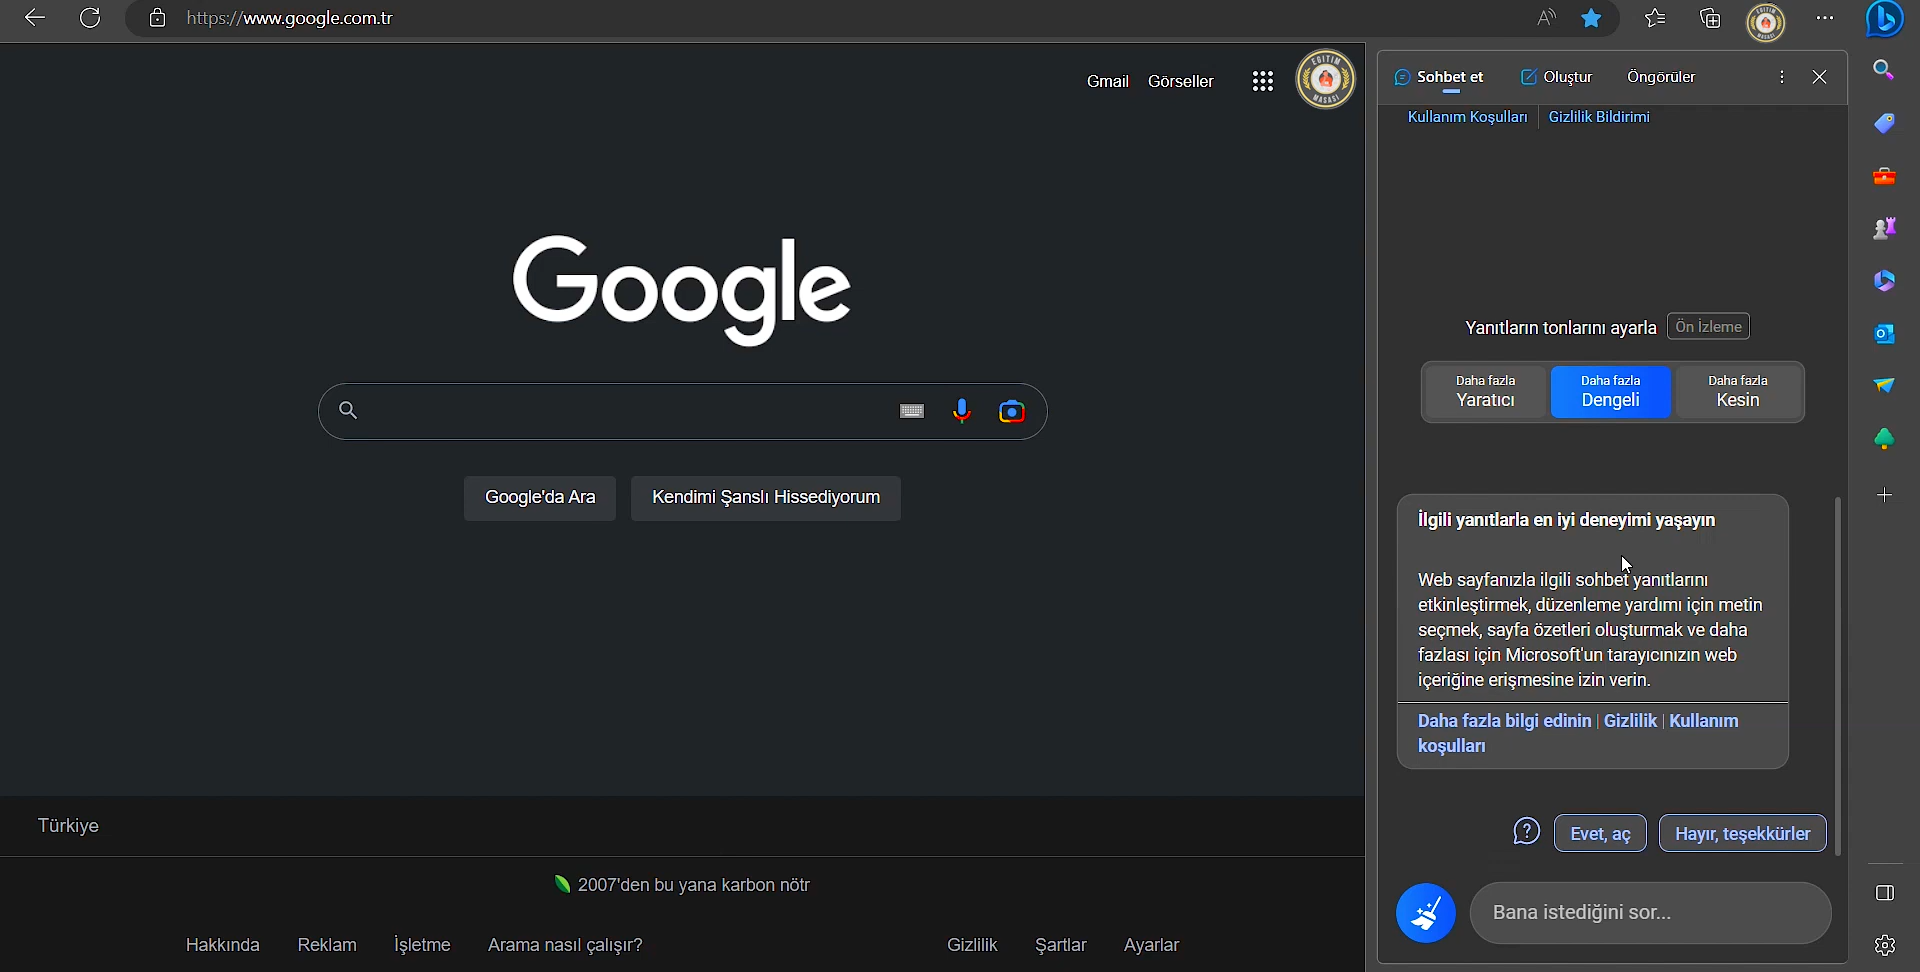 https://www.google.com.tr
Gmail
Görseller
EĞİTİM
MASASI
Google
Google'da Ara
Kendimi Şanslı Hissediyorum
Türkiye
2007'den bu yana karbon nötr
Hakkında
Reklam
İşletme
Arama nasıl çalışır?
Gizlilik
Şartlar
Ayarlar
Sohbet et
Oluştur
Öngörüler
Kullanım Koşulları
Gizlilik Bildirimi
Yanıtların tonlarını ayarla
Ön İzleme
Daha fazla
Yaratıcı
Daha fazla
Dengeli
Daha fazla
Kesin
İlgili yanıtlarla en iyi deneyimi yaşayın
Web sayfanızla ilgili sohbet yanıtlarını
etkinleştirmek, düzenleme yardımı için metin
seçmek, sayfa özetleri oluşturmak ve daha
fazlası için Microsoft'un tarayıcınızın web
içeriğine erişmesine izin verin.
Daha fazla bilgi edinin | Gizlilik | Kullanım
koşulları
Evet, aç
Hayır, teşekkürler
Bana istediğini sor...